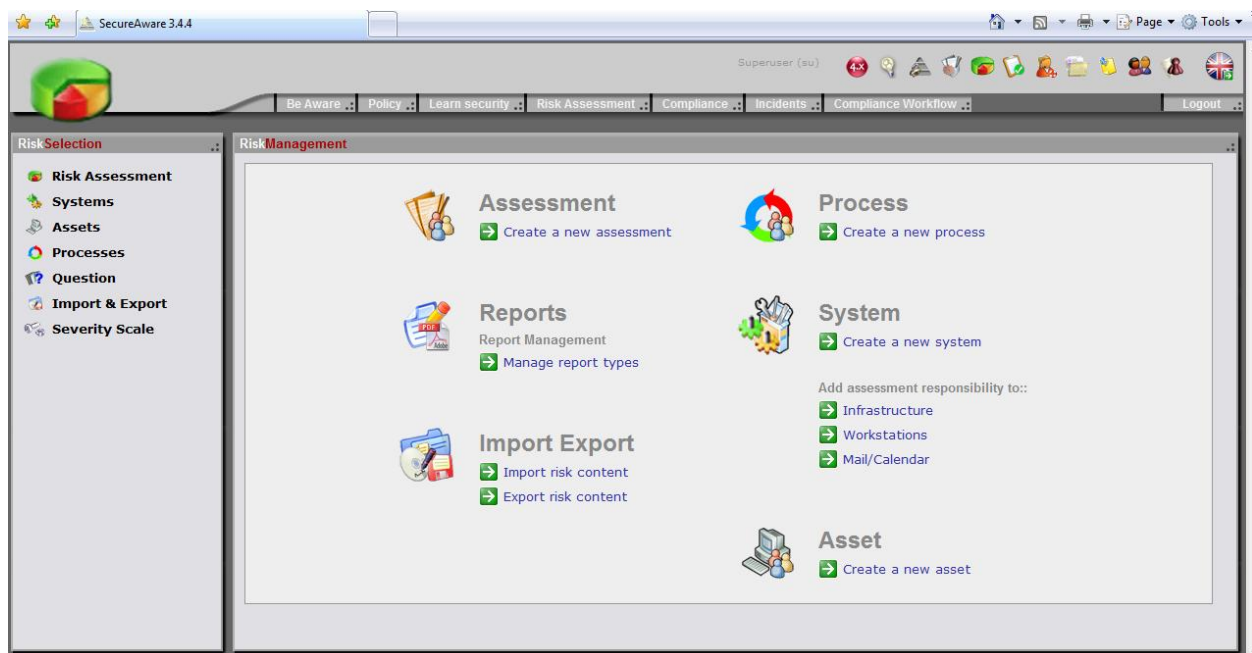 SecureAware 3.4.4
Page
Tools
Superuser (su)
4.x
Be Aware .: Policy .: Learn security .: Risk Assessment .: Compliance .: Incidents .: Compliance Workflow .: Logout .:
RiskSelection .:
Risk Assessment
Systems
Assets
Processes
Question
Import & Export
Severity Scale
RiskManagement .:
Assessment
Create a new assessment
Reports
Report Management
Manage report types
Import Export
Import risk content
Export risk content
Process
Create a new process
System
Create a new system
Add assessment responsibility to::
Infrastructure
Workstations
Mail/Calendar
Asset
Create a new asset
PDF
Adobe